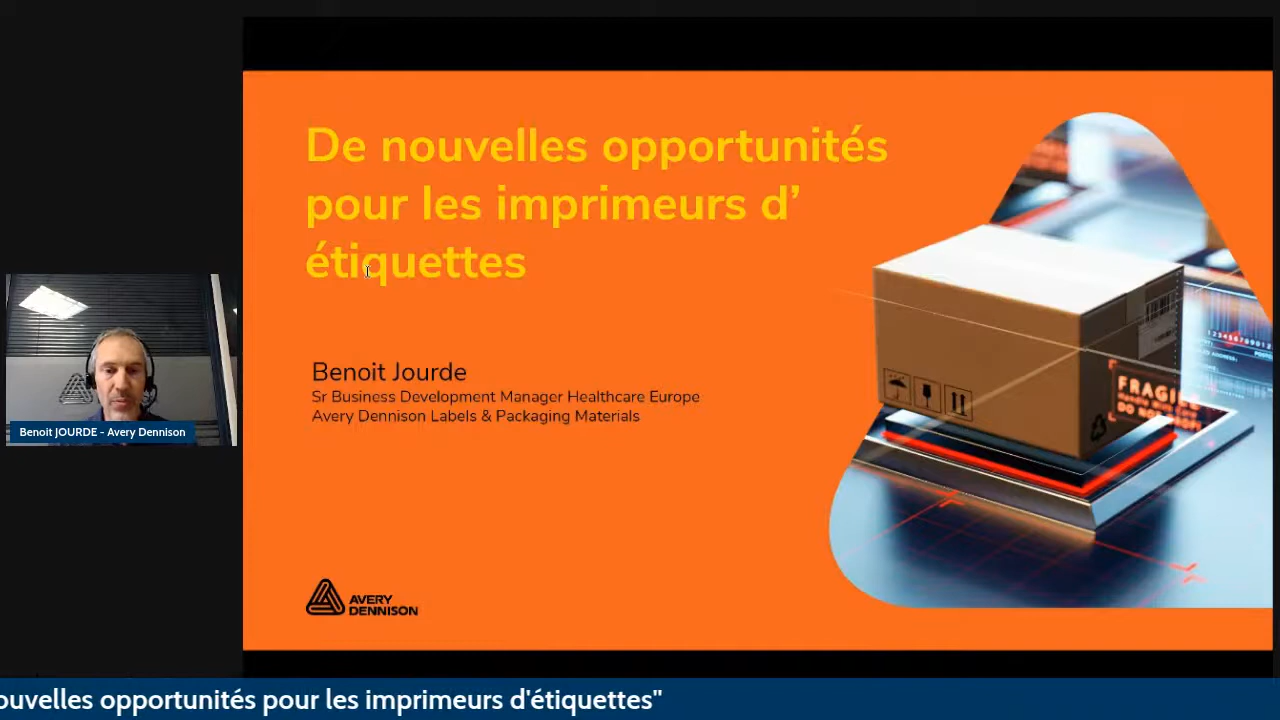 De nouvelles opportunités
pour les imprimeurs d’
étiquettes
Benoit Jourde
Sr Business Development Manager Healthcare Europe
Avery Dennison Labels & Packaging Materials
FRAGILE
AVERY
DENNISON
Benoit JOURDE - Avery Dennison
ouvelles opportunités pour les imprimeurs d'étiquettes"